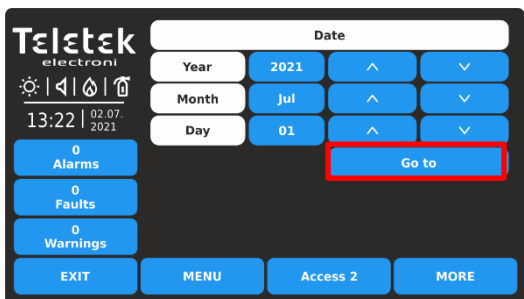 Teletek
electroni
13:22 02.07.
2021
0
Alarms
0
Faults
0
Warnings
EXIT
Date
Year 2021
Month Jul
Day 01
Go to
MENU Access 2 MORE